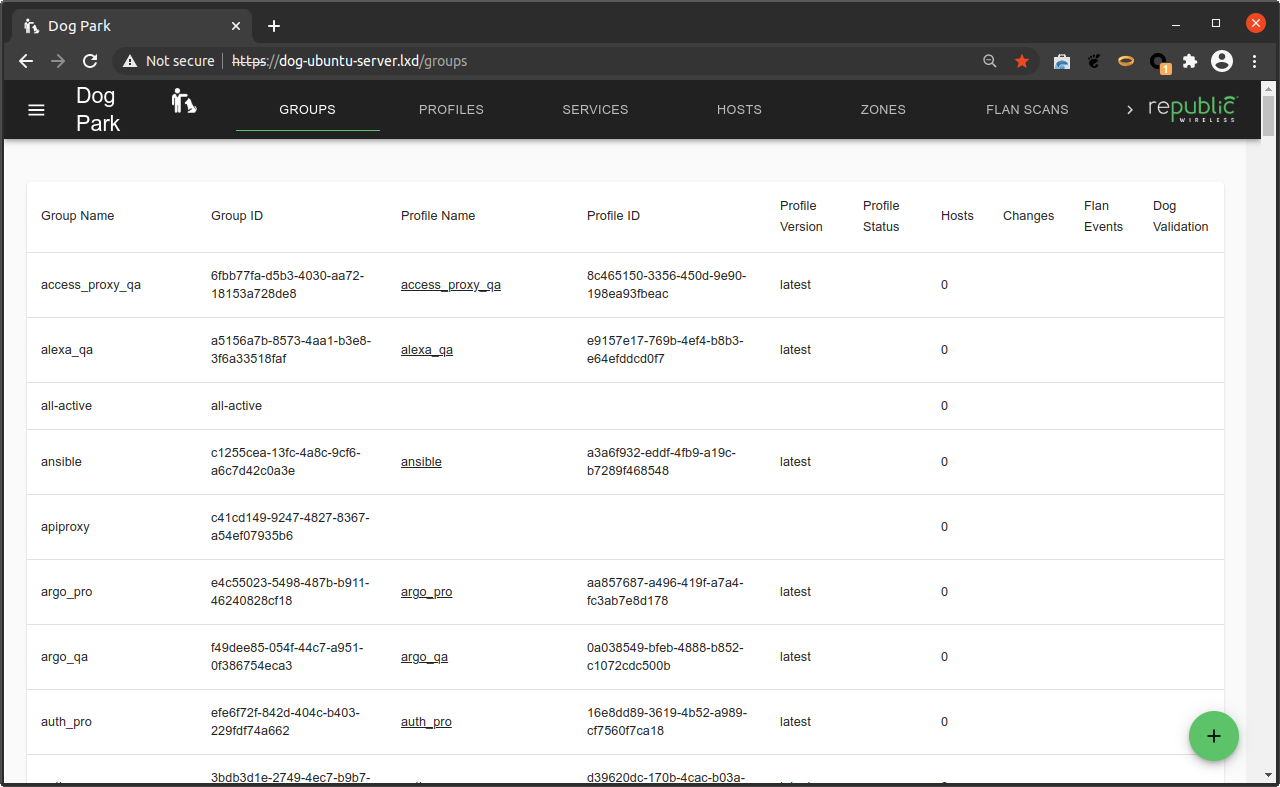 Dog Park
Not secure https://dog-ubuntu-server.lxd/groups
1
Dog
Park
GROUPS PROFILES SERVICES HOSTS ZONES FLAN SCANS
republic
WIRELESS
Group Name Group ID Profile Name Profile ID Profile Version Profile Status Hosts Changes Flan Events Dog Validation
access_proxy_qa 6fbb77fa-d5b3-4030-aa72- access_proxy_qa 8c465150-3356-450d-9e90- latest 0
18153a728de8 198ea93fbeac
alexa_qa a5156a7b-8573-4aa1-b3e8- alexa_qa e9157e17-769b-4ef4-b8b3- latest 0
3f6a33518faf e64efddcd0f7
all-active all-active 0
ansible c1255cea-13fc-4a8c-9cf6- ansible a3a6f932-eddf-4fb9-a19c- latest 0
a6c7d42c0a3e b7289f468548
apiproxy c41cd149-9247-4827-8367- 0
a54ef07935b6
argo_pro e4c55023-5498-487b-b911- argo_pro aa857687-a496-419f-a7a4- latest 0
46240828cf18 fc3ab7e8d178
argo_qa f49dee85-054f-44c7-a951- argo_qa 0a038549-bfeb-4888-b852- latest 0
0f386754eca3 c1072cdc500b
auth_pro efe6f72f-842d-404c-b403- auth_pro 16e8dd89-3619-4b52-a989- latest 0
229fdf74a662 cf7560f7ca18
3bdb3d1e-2749-4ec7-b9b7- d39620dc-170b-4cac-b03a-